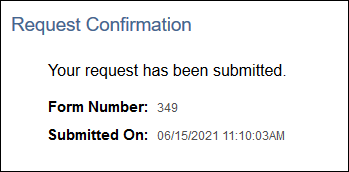 Request Confirmation
Your request has been submitted.
Form Number: 349
Submitted On: 06/15/2021 11:10:03AM